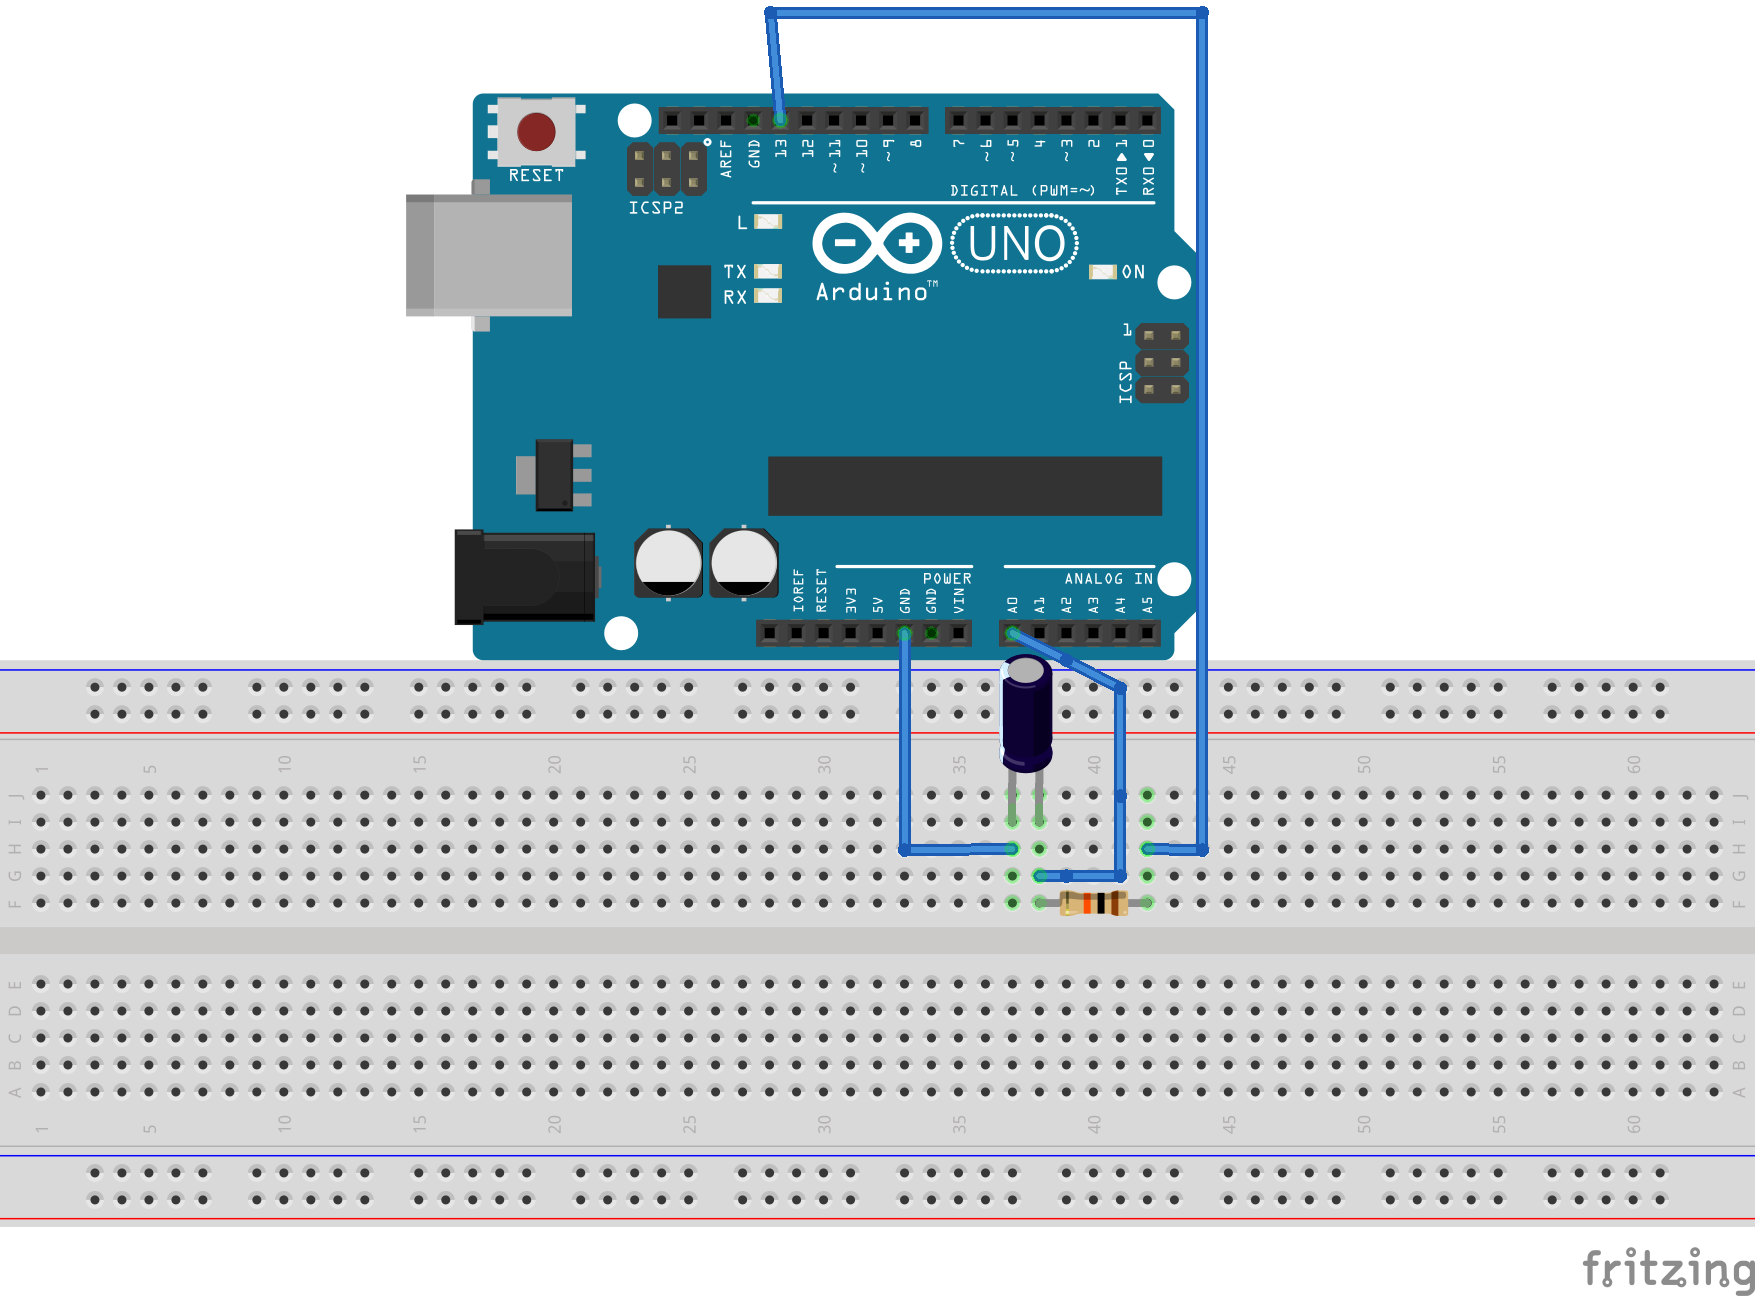 RESET
ICSP2
AREF
GND
13
12
~11
~10
~9
8
7
~6
~5
4
~3
2
TX0▶1
RX0◀0
DIGITAL (PWM=~)
L
TX
RX
UNO
Arduino™
ON
1
ICSP
IOREF
RESET
3V3
5V
GND
GND
VIN
POWER
A0
A1
A2
A3
A4
A5
ANALOG IN
1 5 10 15 20 25 30 35 40 45 50 55 60
J J
I I
H H
G G
F F
E E
D D
C C
B B
A A
1 5 10 15 20 25 30 35 40 45 50 55 60
fritzing